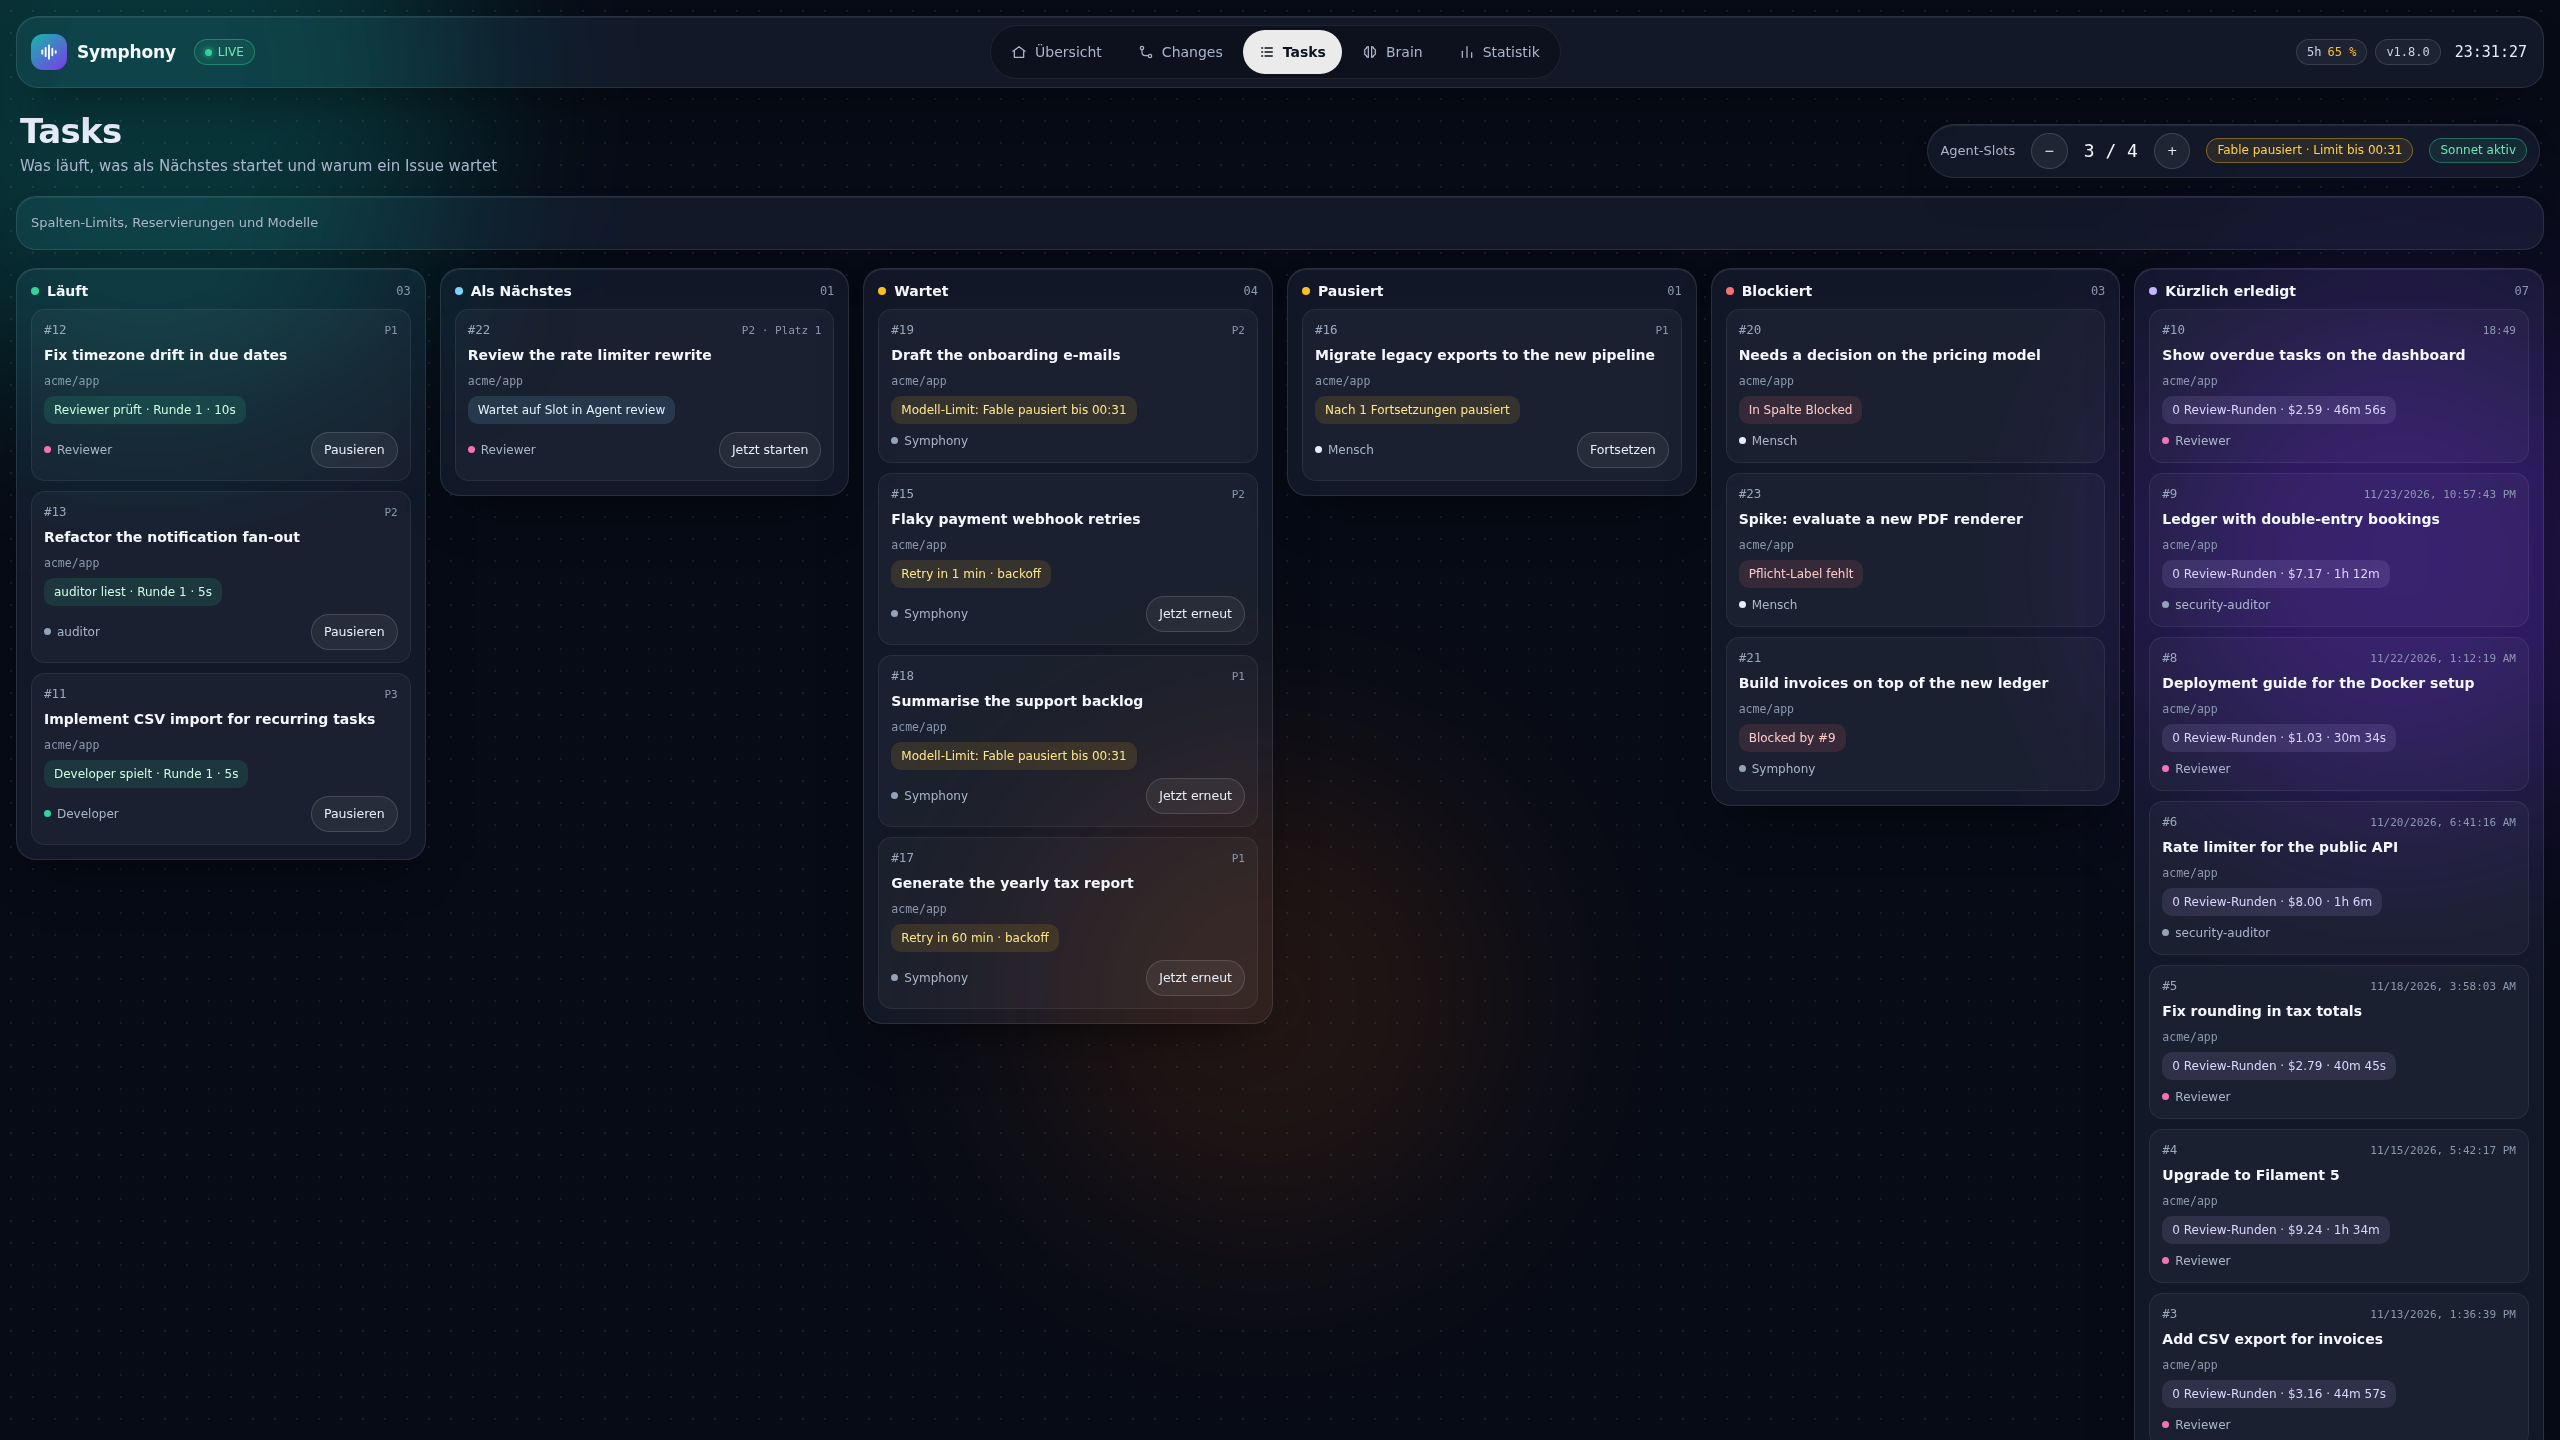 Symphony
LIVE
Übersicht
Changes
Tasks
Brain
Statistik
5h 65 %
v1.8.0
23:31:27
Tasks
Was läuft, was als Nächstes startet und warum ein Issue wartet
Agent-Slots
−
3 / 4
+
Fable pausiert · Limit bis 00:31
Sonnet aktiv
Spalten-Limits, Reservierungen und Modelle
Läuft
03
#12
P1
Fix timezone drift in due dates
acme/app
Reviewer prüft · Runde 1 · 10s
Reviewer
Pausieren
#13
P2
Refactor the notification fan-out
acme/app
auditor liest · Runde 1 · 5s
auditor
Pausieren
#11
P3
Implement CSV import for recurring tasks
acme/app
Developer spielt · Runde 1 · 5s
Developer
Pausieren
Als Nächstes
01
#22
P2 · Platz 1
Review the rate limiter rewrite
acme/app
Wartet auf Slot in Agent review
Reviewer
Jetzt starten
Wartet
04
#19
P2
Draft the onboarding e-mails
acme/app
Modell-Limit: Fable pausiert bis 00:31
Symphony
#15
P2
Flaky payment webhook retries
acme/app
Retry in 1 min · backoff
Symphony
Jetzt erneut
#18
P1
Summarise the support backlog
acme/app
Modell-Limit: Fable pausiert bis 00:31
Symphony
Jetzt erneut
#17
P1
Generate the yearly tax report
acme/app
Retry in 60 min · backoff
Symphony
Jetzt erneut
Pausiert
01
#16
P1
Migrate legacy exports to the new pipeline
acme/app
Nach 1 Fortsetzungen pausiert
Mensch
Fortsetzen
Blockiert
03
#20
Needs a decision on the pricing model
acme/app
In Spalte Blocked
Mensch
#23
Spike: evaluate a new PDF renderer
acme/app
Pflicht-Label fehlt
Mensch
#21
Build invoices on top of the new ledger
acme/app
Blocked by #9
Symphony
Kürzlich erledigt
07
#10
18:49
Show overdue tasks on the dashboard
acme/app
0 Review-Runden · $2.59 · 46m 56s
Reviewer
#9
11/23/2026, 10:57:43 PM
Ledger with double-entry bookings
acme/app
0 Review-Runden · $7.17 · 1h 12m
security-auditor
#8
11/22/2026, 1:12:19 AM
Deployment guide for the Docker setup
acme/app
0 Review-Runden · $1.03 · 30m 34s
Reviewer
#6
11/20/2026, 6:41:16 AM
Rate limiter for the public API
acme/app
0 Review-Runden · $8.00 · 1h 6m
security-auditor
#5
11/18/2026, 3:58:03 AM
Fix rounding in tax totals
acme/app
0 Review-Runden · $2.79 · 40m 45s
Reviewer
#4
11/15/2026, 5:42:17 PM
Upgrade to Filament 5
acme/app
0 Review-Runden · $9.24 · 1h 34m
Reviewer
#3
11/13/2026, 1:36:39 PM
Add CSV export for invoices
acme/app
0 Review-Runden · $3.16 · 44m 57s
Reviewer